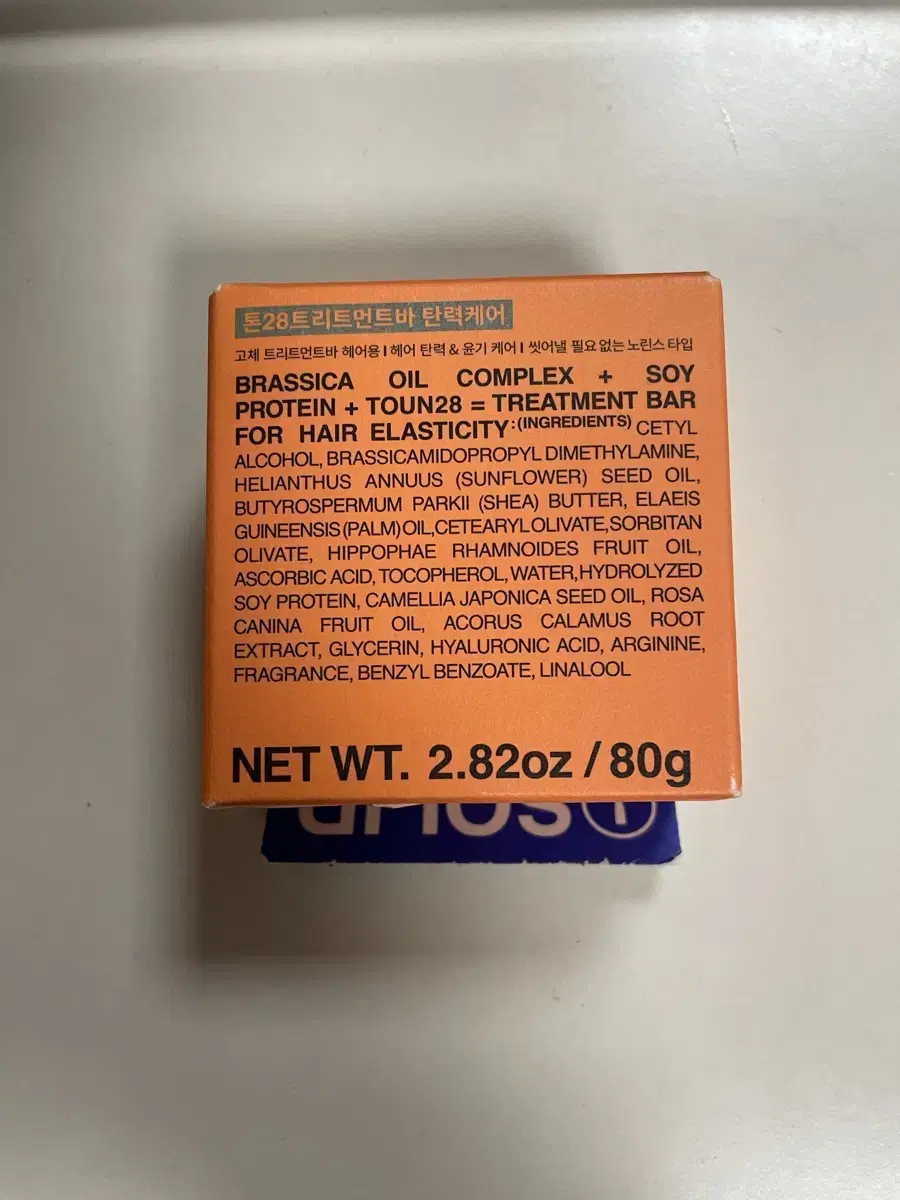 톤28트리트먼트바 탄력케어
고체 트리트먼트바 헤어용 I 헤어 탄력 & 윤기 케어 I 씻어낼 필요 없는 노린스 타입
BRASSICA OIL COMPLEX + SOY
PROTEIN + TOUN28 = TREATMENT BAR
FOR HAIR ELASTICITY:(INGREDIENTS) CETYL
ALCOHOL, BRASSICAMIDOPROPYL DIMETHYLAMINE,
HELIANTHUS ANNUUS (SUNFLOWER) SEED OIL,
BUTYROSPERMUM PARKII (SHEA) BUTTER, ELAEIS
GUINEENSIS (PALM) OIL, CETEARYL OLIVATE, SORBITAN
OLIVATE, HIPPOPHAE RHAMNOIDES FRUIT OIL,
ASCORBIC ACID, TOCOPHEROL, WATER, HYDROLYZED
SOY PROTEIN, CAMELLIA JAPONICA SEED OIL, ROSA
CANINA FRUIT OIL, ACORUS CALAMUS ROOT
EXTRACT, GLYCERIN, HYALURONIC ACID, ARGININE,
FRAGRANCE, BENZYL BENZOATE, LINALOOL
NET WT. 2.82oz / 80g
SOLID